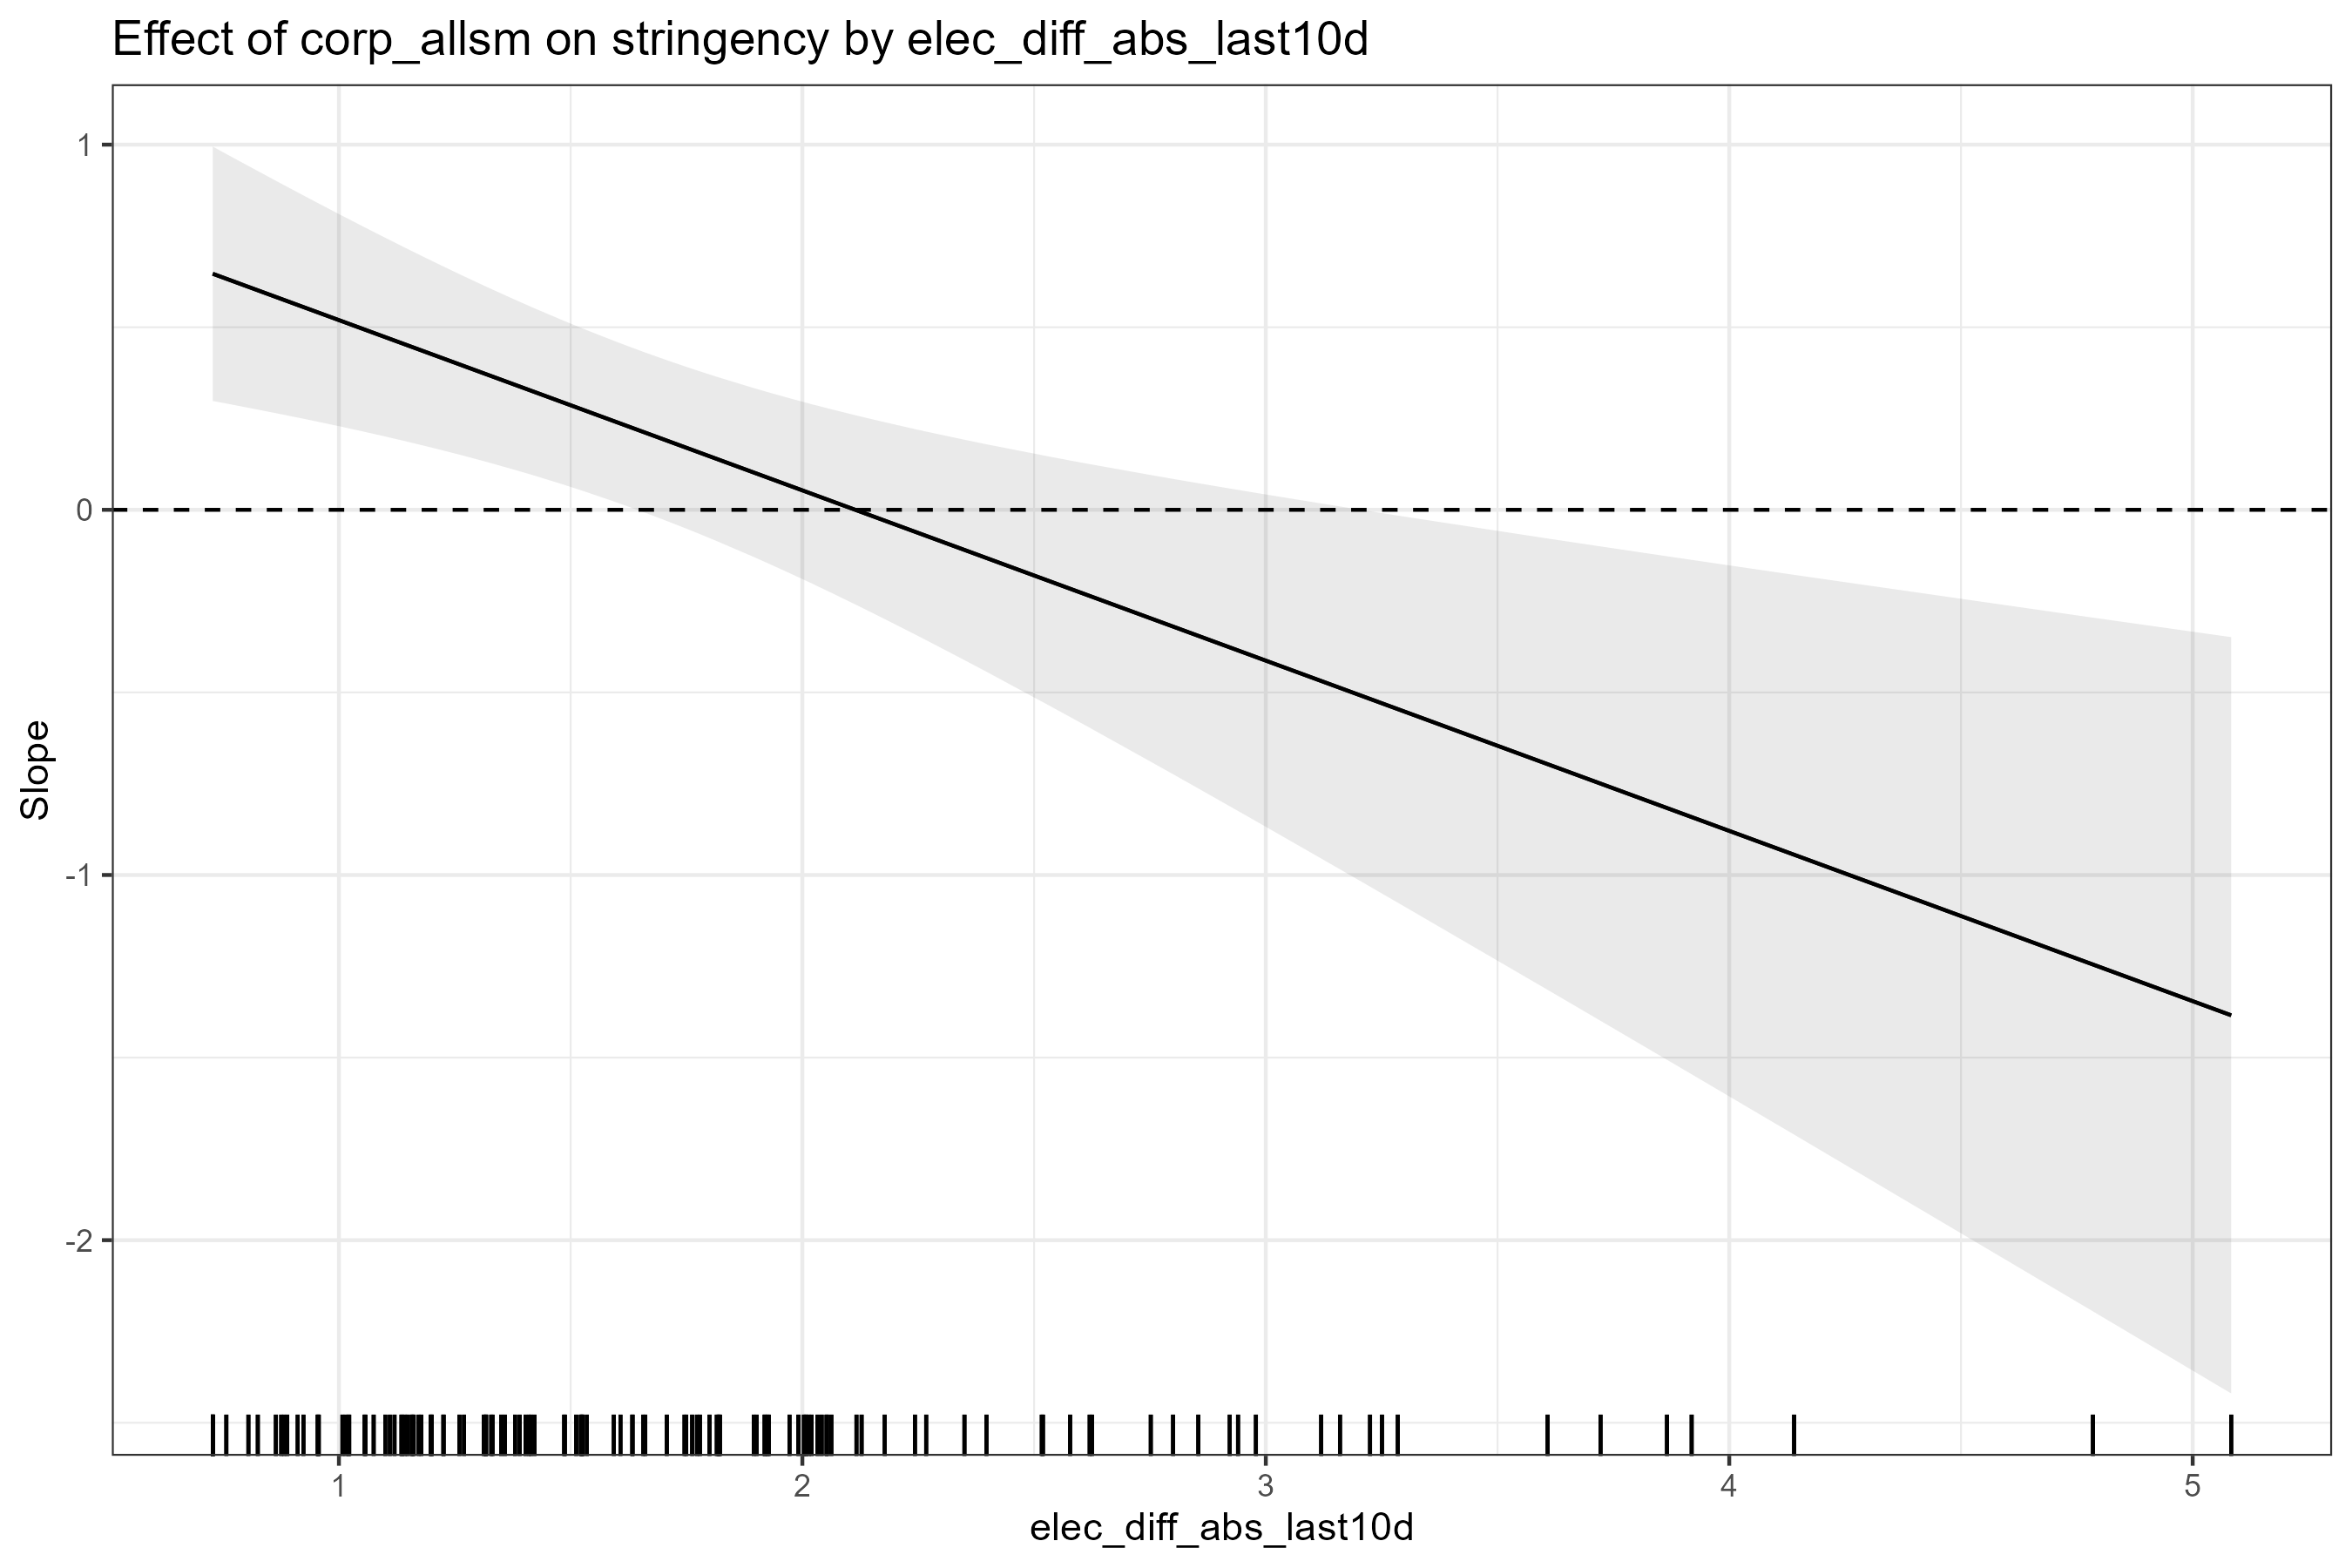 Effect of corp_allsm on stringency by elec_diff_abs_last10d
1
0
-1
-2
Slope
1 2 3 4 5
elec_diff_abs_last10d